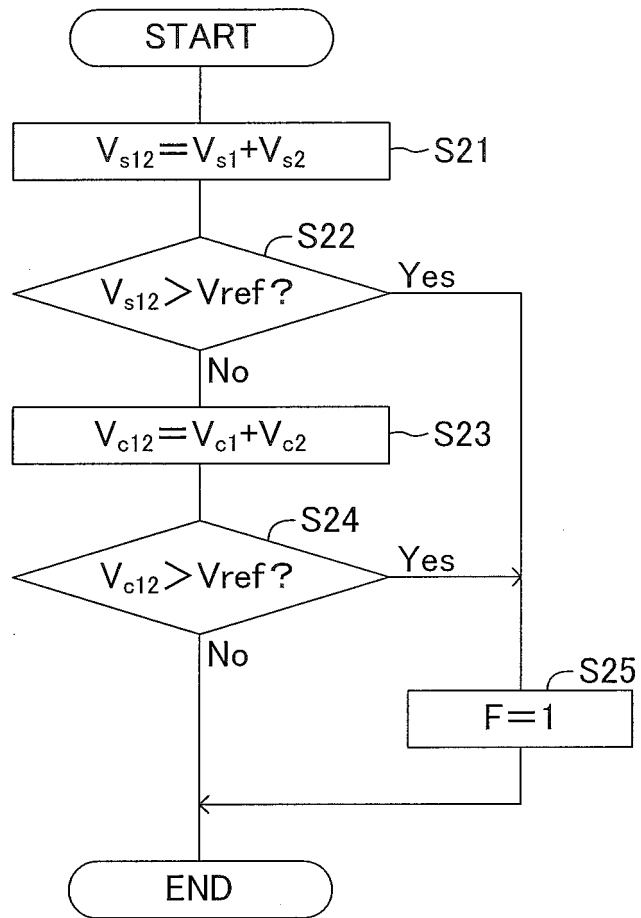 START
Vs12=Vs1+Vs2
S21
S22
Vs12>Vref?
Yes
No
Vc12=Vc1+Vc2
S23
S24
Vc12>Vref?
Yes
No
S25
F=1
END